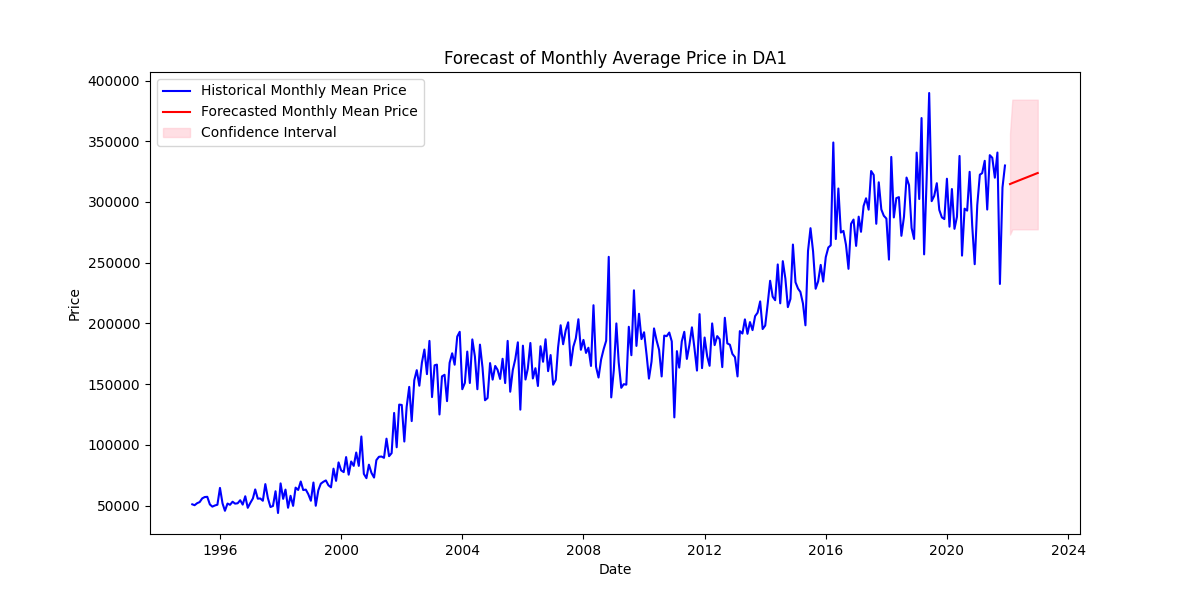 Forecast of Monthly Average Price in DA1
Historical Monthly Mean Price
Forecasted Monthly Mean Price
Confidence Interval
Price
400000
350000
300000
250000
200000
150000
100000
50000
1996
2000
2004
2008
2012
2016
2020
2024
Date